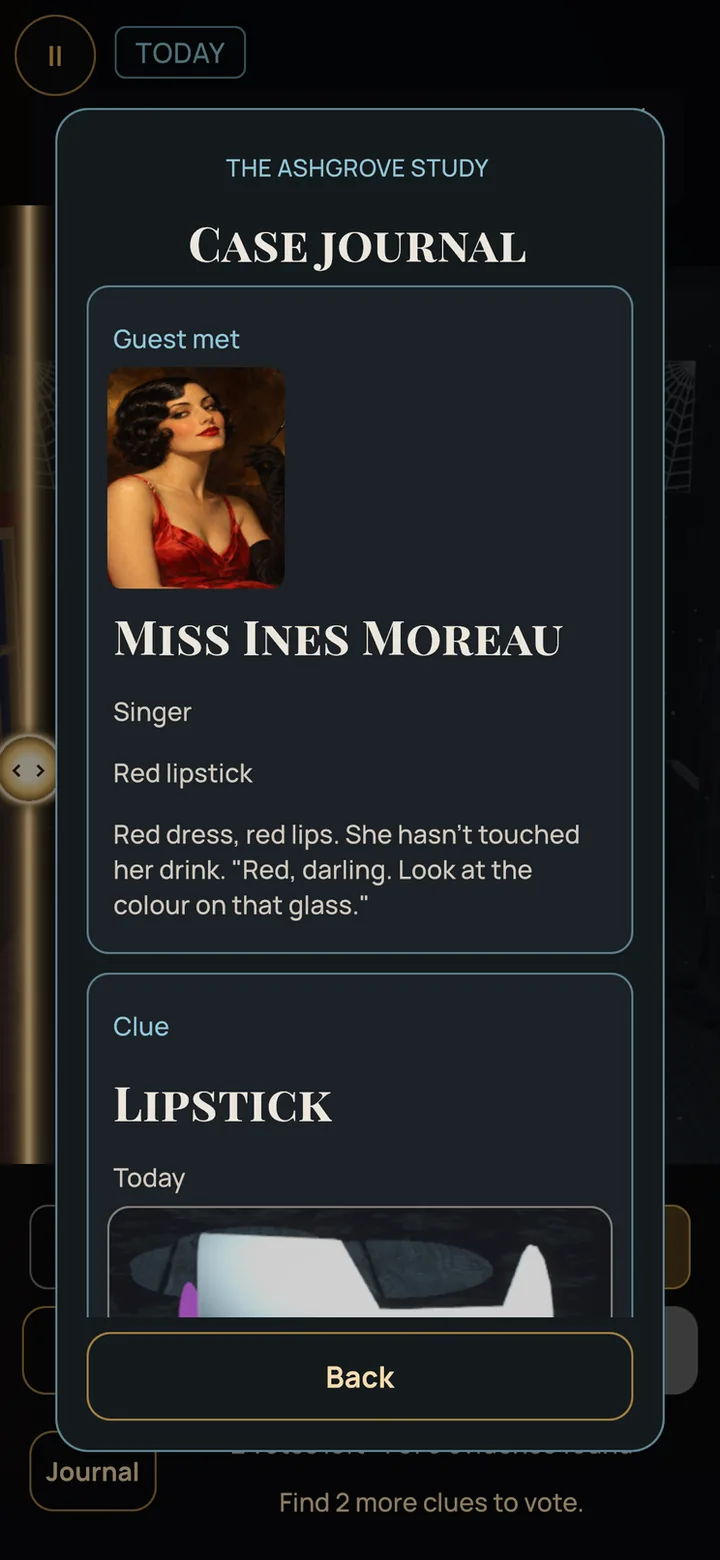 TODAY
THE ASHGROVE STUDY
Case journal
Guest met
Miss Ines Moreau
Singer
Red lipstick
Red dress, red lips. She hasn't touched
her drink. "Red, darling. Look at the
colour on that glass."
Clue
Lipstick
Today
Back
Journal
Find 2 more clues to vote.